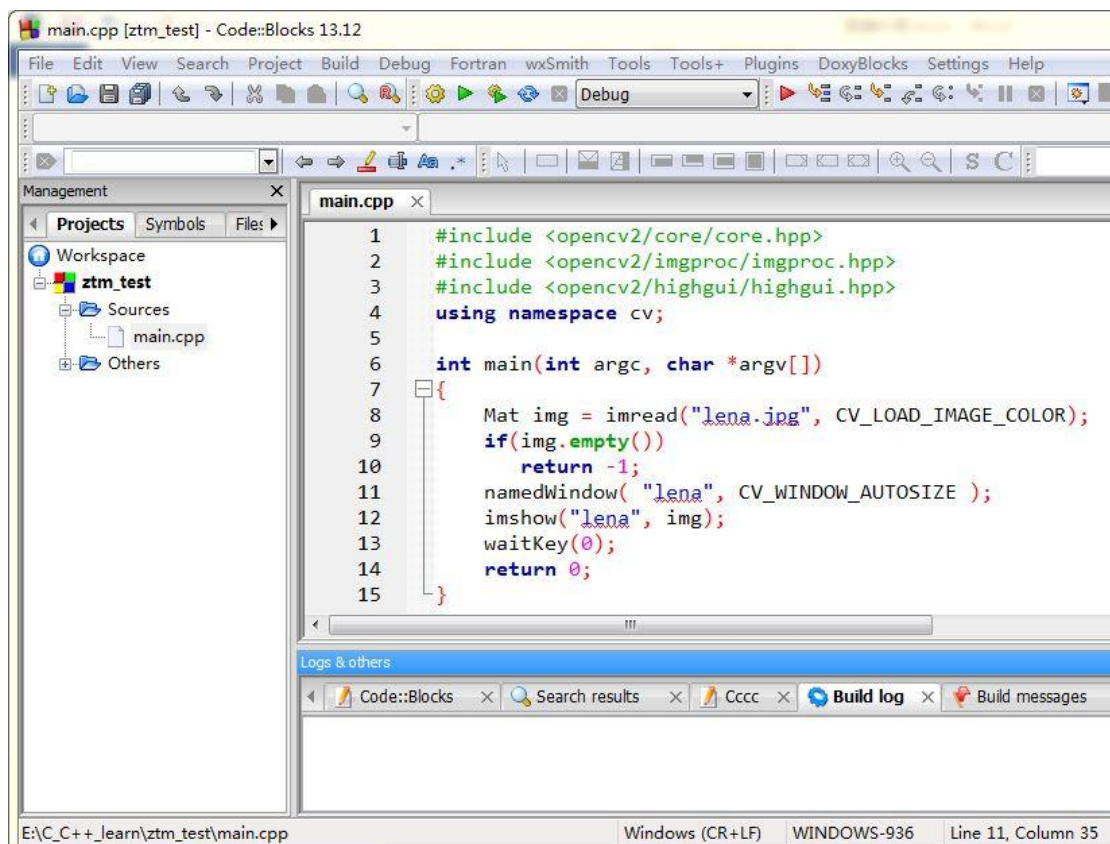 main.cpp [ztm_test] - Code::Blocks 13.12
File Edit View Search Project Build Debug Fortran wxSmith Tools Tools+ Plugins DoxyBlocks Settings Help
Debug
S C
Management
Projects Symbols Files
Workspace
ztm_test
Sources
main.cpp
Others
main.cpp
1 #include <opencv2/core/core.hpp>
2 #include <opencv2/imgproc/imgproc.hpp>
3 #include <opencv2/highgui/highgui.hpp>
4 using namespace cv;
5
6 int main(int argc, char *argv[])
7 {
8 Mat img = imread("lena.jpg", CV_LOAD_IMAGE_COLOR);
9 if(img.empty())
10 return -1;
11 namedWindow( "lena", CV_WINDOW_AUTOSIZE );
12 imshow("lena", img);
13 waitKey(0);
14 return 0;
15 }
Logs & others
Code::Blocks Search results Cccc Build log Build messages
E:\C_C++_learn\ztm_test\main.cpp Windows (CR+LF) WINDOWS-936 Line 11, Column 35